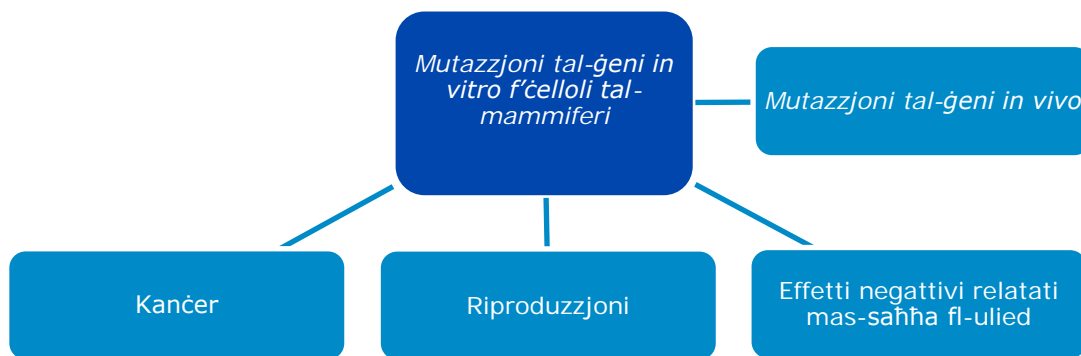 Mutazzjoni tal-ġeni in
vitro f'ċelloli tal-
mammiferi
Mutazzjoni tal-ġeni in vivo
Kanċer
Riproduzzjoni
Effetti negattivi relatati
mas-saħħa fl-ulied